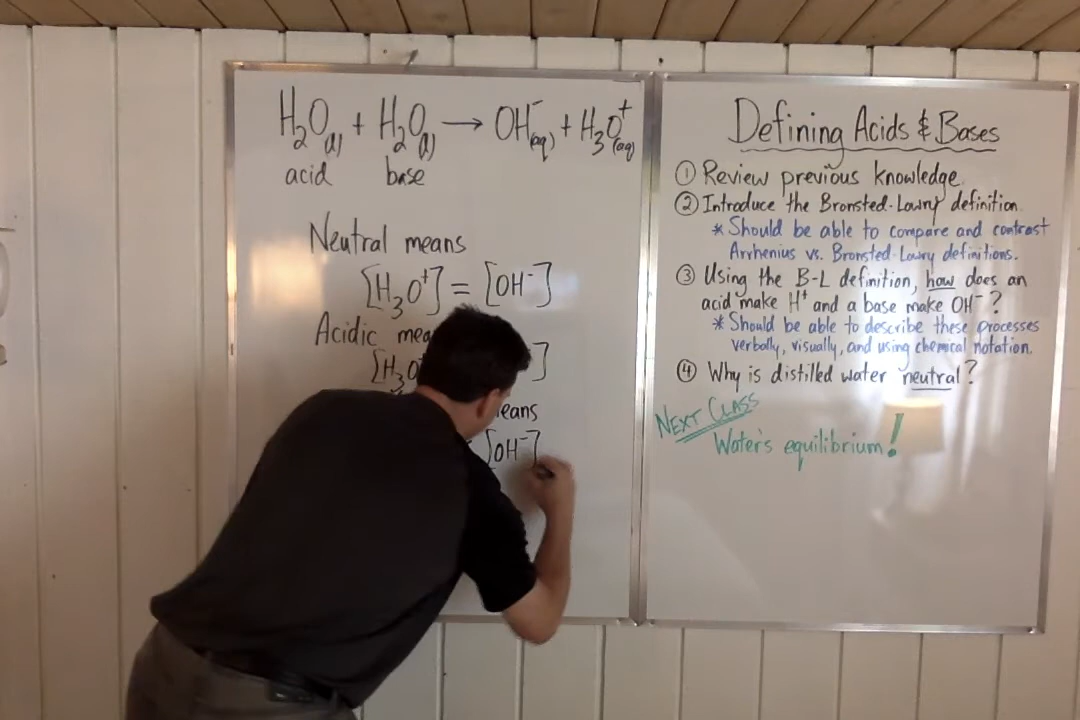 H₂O(l) + H₂O(l) → OH⁻(aq) + H₃O⁺(aq)
acid base
Neutral means
[H₃O⁺] = [OH⁻]
Acidic mea
[H₃O ]
eans
[OH⁻]
Defining Acids & Bases
① Review previous knowledge.
② Introduce the Bronsted-Lowry definition.
* Should be able to compare and contrast
Arrhenius vs. Bronsted-Lowry definitions.
③ Using the B-L definition, how does an
acid make H⁺ and a base make OH⁻?
* Should be able to describe these processes
verbally, visually, and using chemical notation.
④ Why is distilled water neutral?
NEXT CLASS
Water's equilibrium!